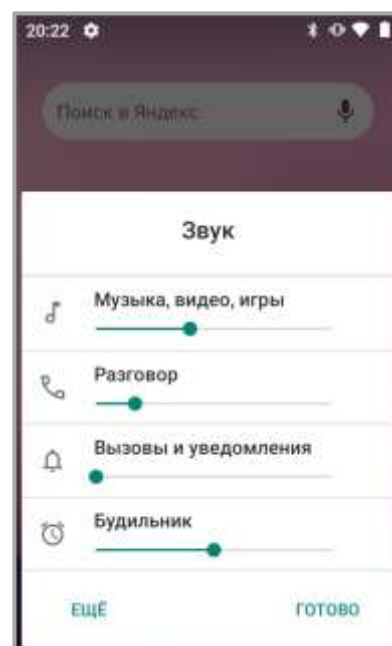 20:22
Поиск в Яндекс
Звук
Музыка, видео, игры
Разговор
Вызовы и уведомления
Будильник
ЕЩЁ
ГОТОВО